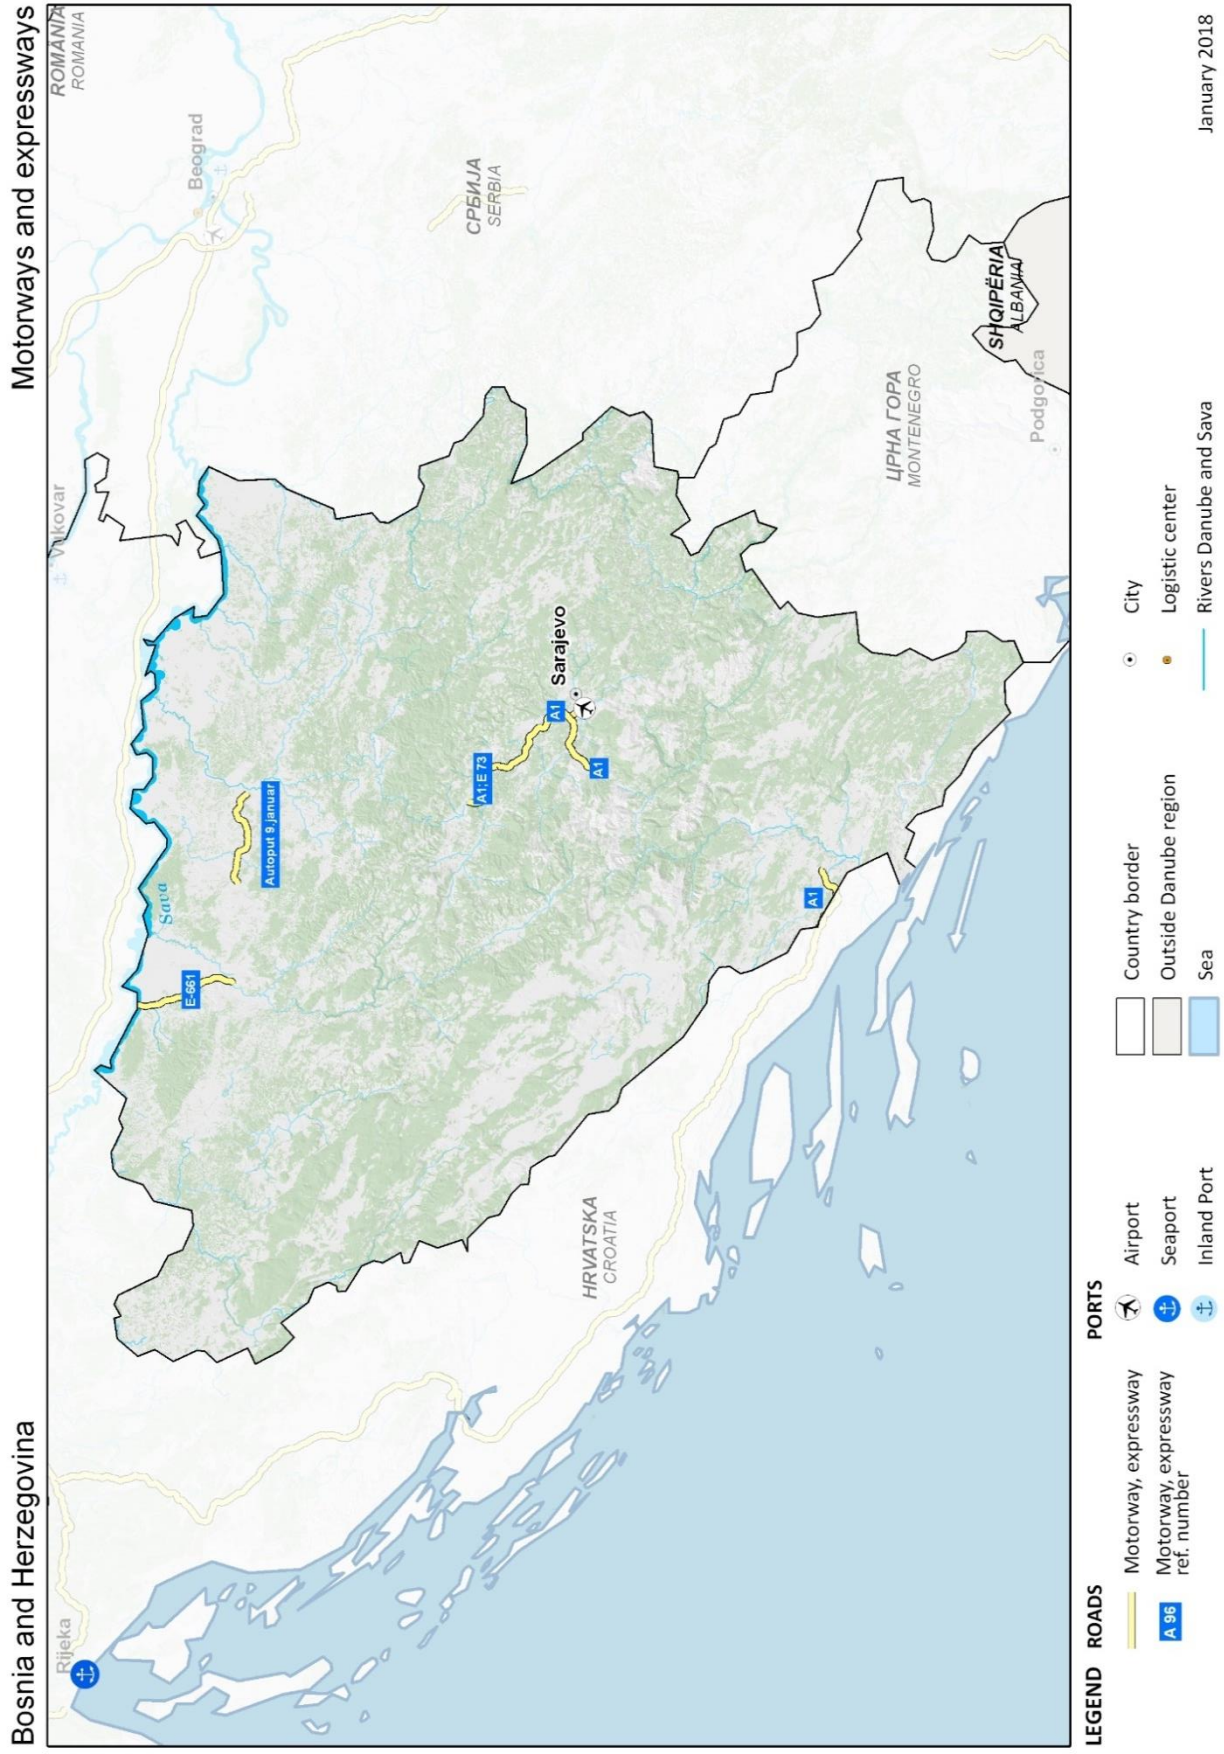 Bosnia and Herzegovina
Motorways and expressways
Rijeka
Vukovar
ROMANIA
ROMANIA
Beograd
Sava
E-661
Autoput 9.januar
СРБИЈА
SERBIA
A1; E 73
A1
Sarajevo
A1
HRVATSKA
CROATIA
A1
ЦРНА ГОРА
MONTENEGRO
SHQIPËRIA
ALBANIA
Podgorica
LEGEND
ROADS
Motorway, expressway
A 96
Motorway, expressway
ref. number
PORTS
Airport
Seaport
Inland Port
Country border
Outside Danube region
Sea
City
Logistic center
Rivers Danube and Sava
January 2018